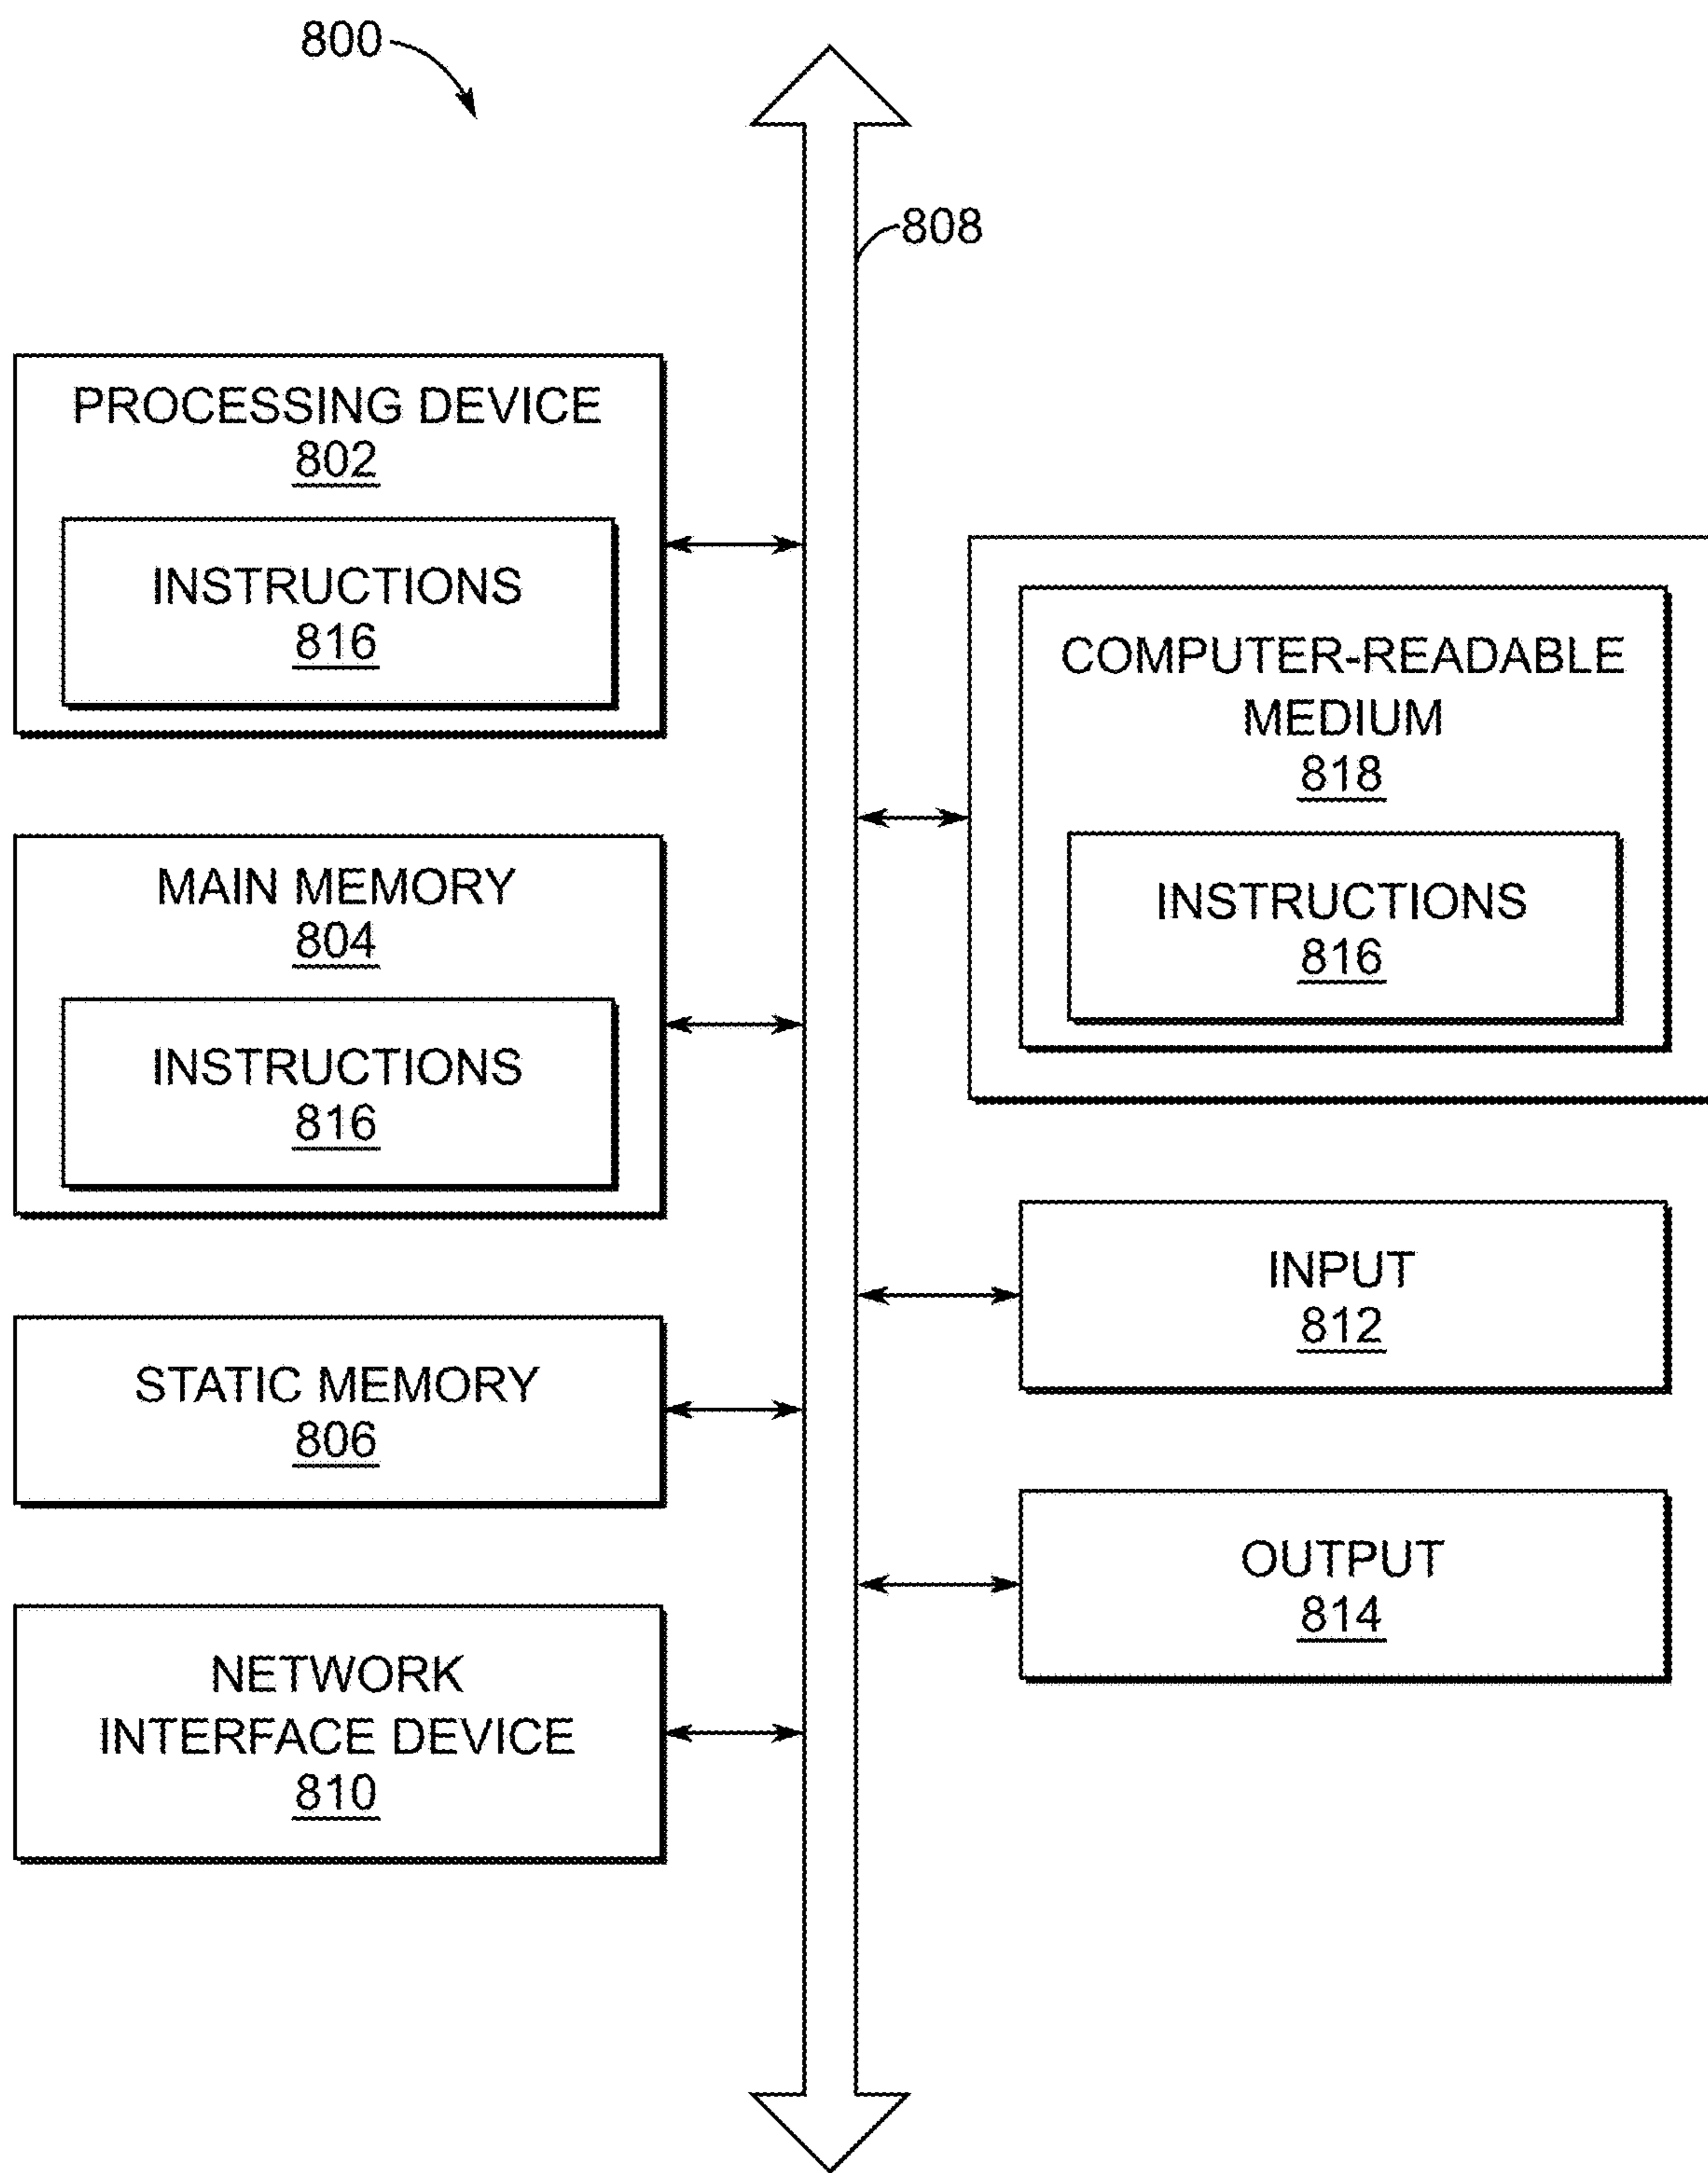 800
808
PROCESSING DEVICE
802
INSTRUCTIONS
816
MAIN MEMORY
804
INSTRUCTIONS
816
STATIC MEMORY
806
NETWORK
INTERFACE DEVICE
810
COMPUTER-READABLE
MEDIUM
818
INSTRUCTIONS
816
INPUT
812
OUTPUT
814